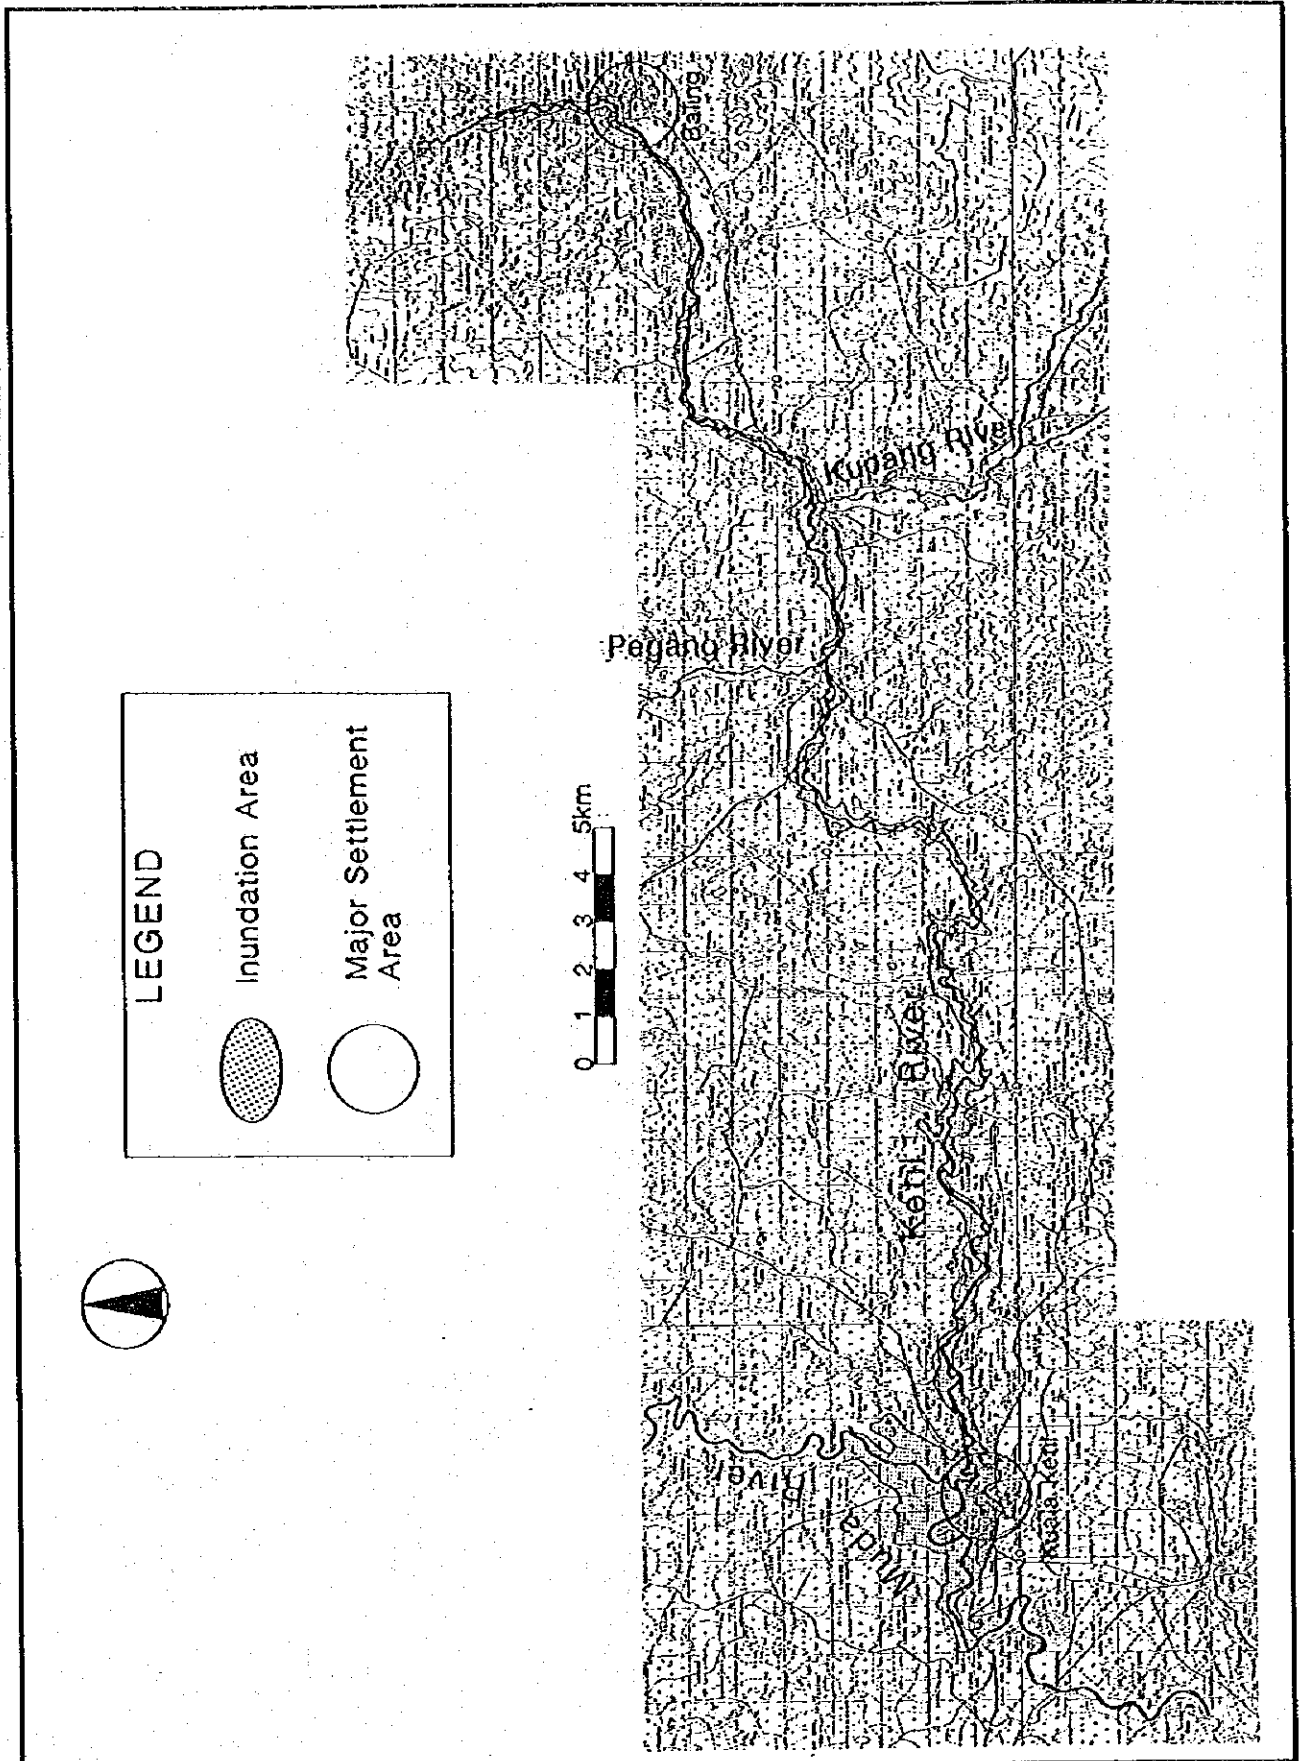 LEGEND
Inundation Area
Major Settlement
Area
0 1 2 3 4 5km
Baling
Kupang River
Pegang River
Keti River
Muda River
Kuala Ketil